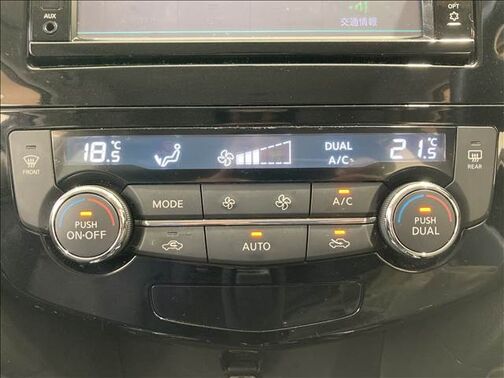 AUX
交通情報
OPT
18.5 °C
DUAL
A/C
21.5 °C
FRONT
REAR
MODE
A/C
PUSH
ON·OFF
PUSH
DUAL
AUTO